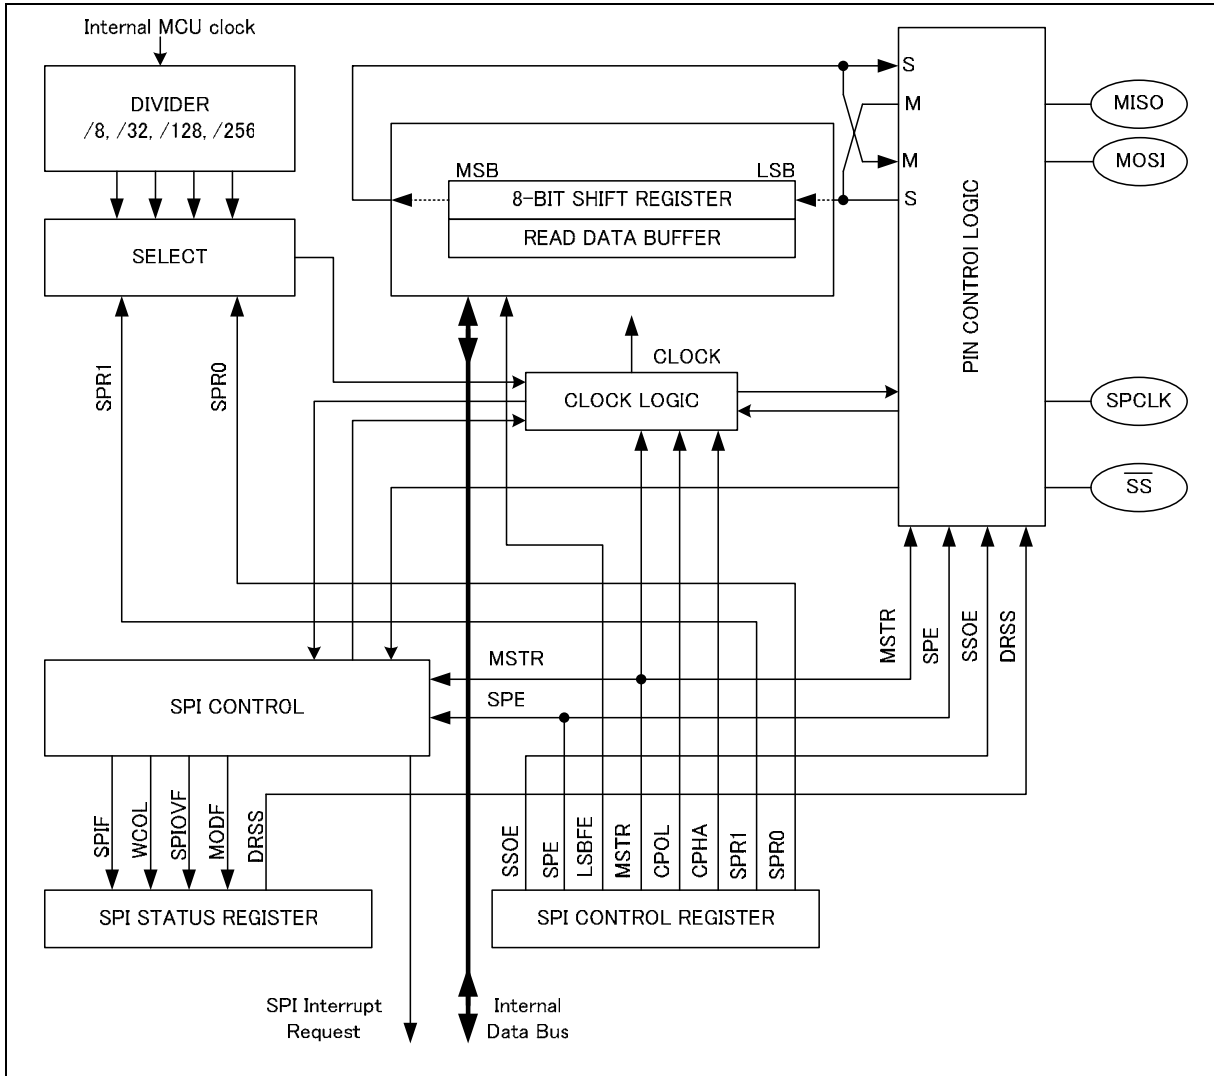 Internal MCU clock
DIVIDER
/8, /32, /128, /256
SELECT
SPR1
SPR0
MSB
LSB
8-BIT SHIFT REGISTER
READ DATA BUFFER
CLOCK
CLOCK LOGIC
S
M
M
S
PIN CONTROl LOGIC
MISO
MOSI
SPCLK
SS
MSTR
SPE
SSOE
DRSS
MSTR
SPE
SPI CONTROL
SPIF
WCOL
SPIOVF
MODF
DRSS
SPI STATUS REGISTER
SSOE
SPE
LSBFE
MSTR
CPOL
CPHA
SPR1
SPR0
SPI CONTROL REGISTER
SPI Interrupt
Request
Internal
Data Bus